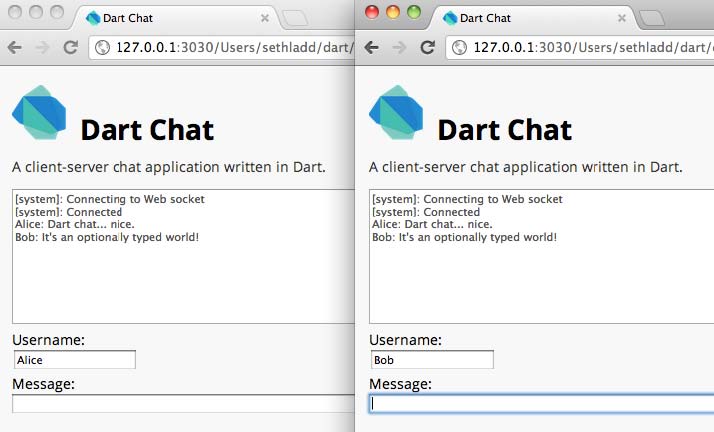 Dart Chat
127.0.0.1:3030/Users/sethladd/dart/
Dart Chat
A client-server chat application written in Dart.
[system]: Connecting to Web socket
[system]: Connected
Alice: Dart chat... nice.
Bob: It's an optionally typed world!
Username:
Alice
Message:
Dart Chat
127.0.0.1:3030/Users/sethladd/dart/
Dart Chat
A client-server chat application written in Dart.
[system]: Connecting to Web socket
[system]: Connected
Alice: Dart chat... nice.
Bob: It's an optionally typed world!
Username:
Bob
Message: